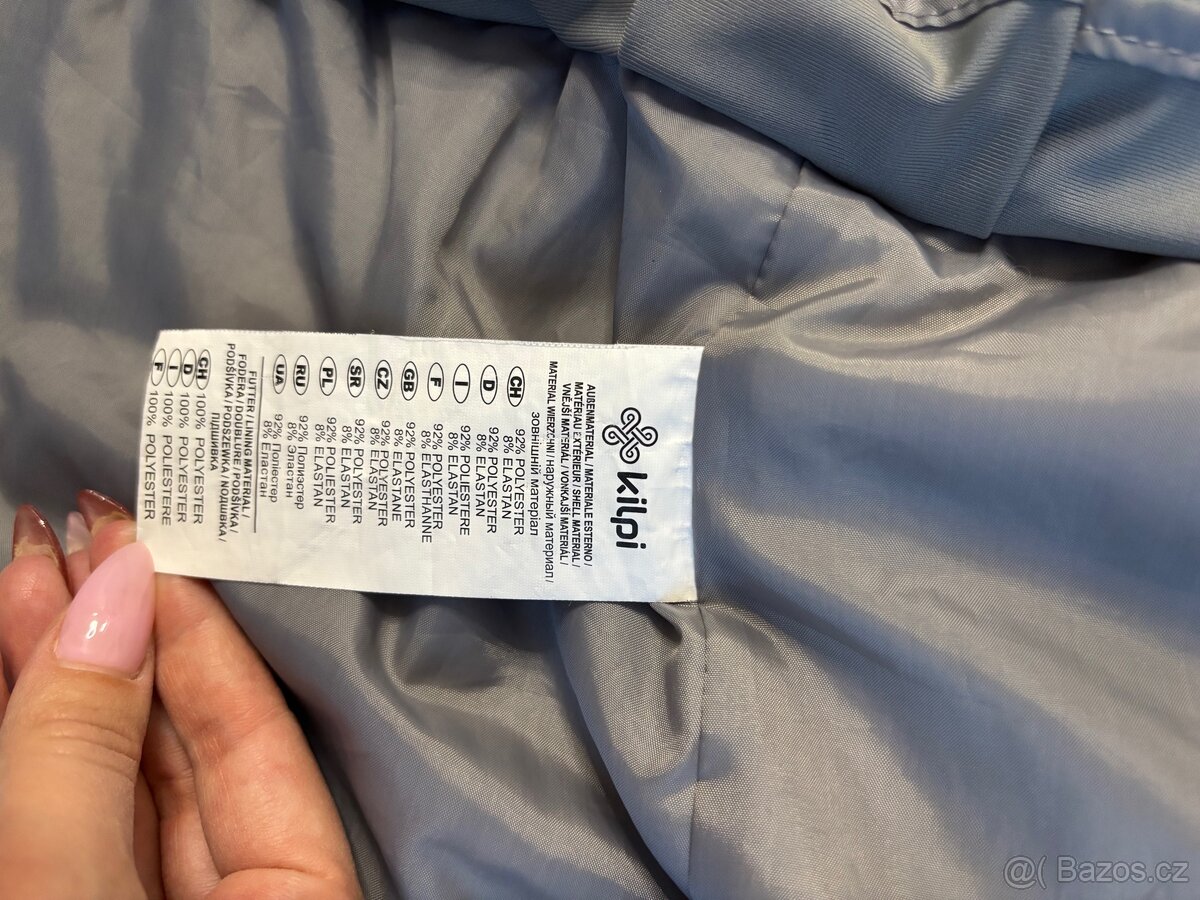 kilpi
AUßENMATERIAL / MATERIALE ESTERNO /
MATÉRIAU EXTÉRIEUR / SHELL MATERIAL /
VNĚJŠÍ MATERIÁL / VONKAJŠÍ MATERIÁL /
MATERIAL WIERZCHNI / наружный материал /
зовнішній матеріал
CH 92% POLYESTER
8% ELASTAN
D 92% POLYESTER
8% ELASTAN
I 92% POLIESTERE
8% ELASTAN
F 92% POLYESTER
8% ELASTHANNE
GB 92% POLYESTER
8% ELASTANE
CZ 92% POLYESTER
8% ELASTAN
SR 92% POLYESTER
8% ELASTAN
PL 92% POLIESTER
8% ELASTAN
RU 92% Полиэстер
8% Эластан
UA 92% Поліестер
8% Еластан
FUTTER / LINING MATERIAL /
FODERA / DOUBLURE / PODŠÍVKA /
PODŠÍVKA / PODSZEWKA /
ПІДШИВКА
CH 100% POLYESTER
D 100% POLYESTER
I 100% POLIESTERE
F 100% POLYESTER
Bazos.cz